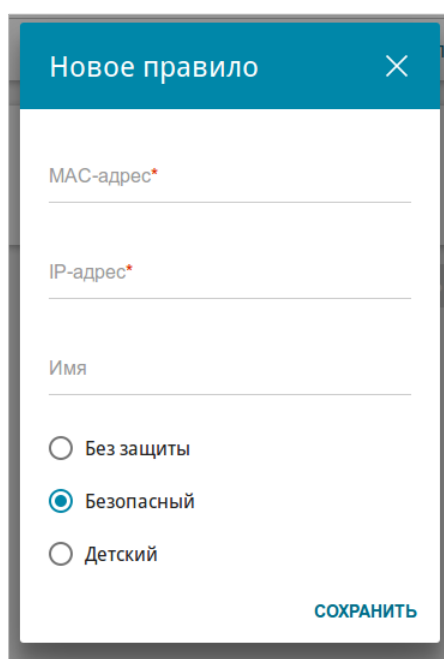 Новое правило
MAC-адрес*
IP-адрес*
Имя
Без защиты
Безопасный
Детский
СОХРАНИТЬ